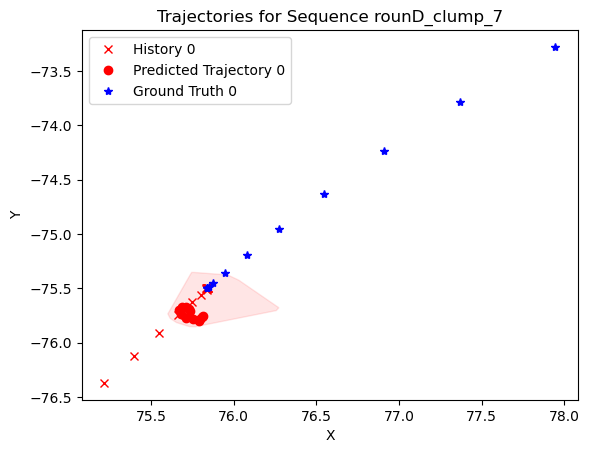 Trajectories for Sequence rounD_clump_7
History 0
Predicted Trajectory 0
Ground Truth 0
Y
−73.5
−74.0
−74.5
−75.0
−75.5
−76.0
−76.5
75.5 76.0 76.5 77.0 77.5 78.0
X